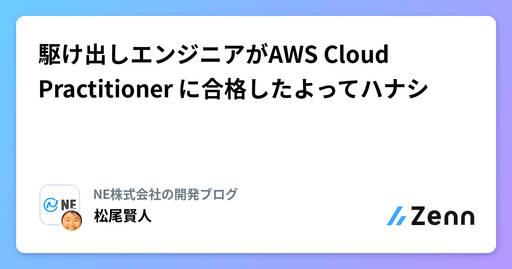 駆け出しエンジニアがAWS Cloud
Practitioner に合格したよってハナシ
NE株式会社の開発ブログ
NE
松尾賢人
Zenn